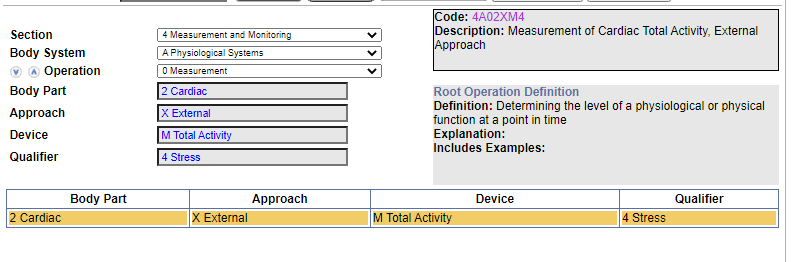 Section 4 Measurement and Monitoring
Body System A Physiological Systems
Operation 0 Measurement
Body Part 2 Cardiac
Approach X External
Device M Total Activity
Qualifier 4 Stress
Code: 4A02XM4
Description: Measurement of Cardiac Total Activity, External
Approach
Root Operation Definition
Definition: Determining the level of a physiological or physical
function at a point in time
Explanation:
Includes Examples:
Body Part Approach Device Qualifier
2 Cardiac X External M Total Activity 4 Stress